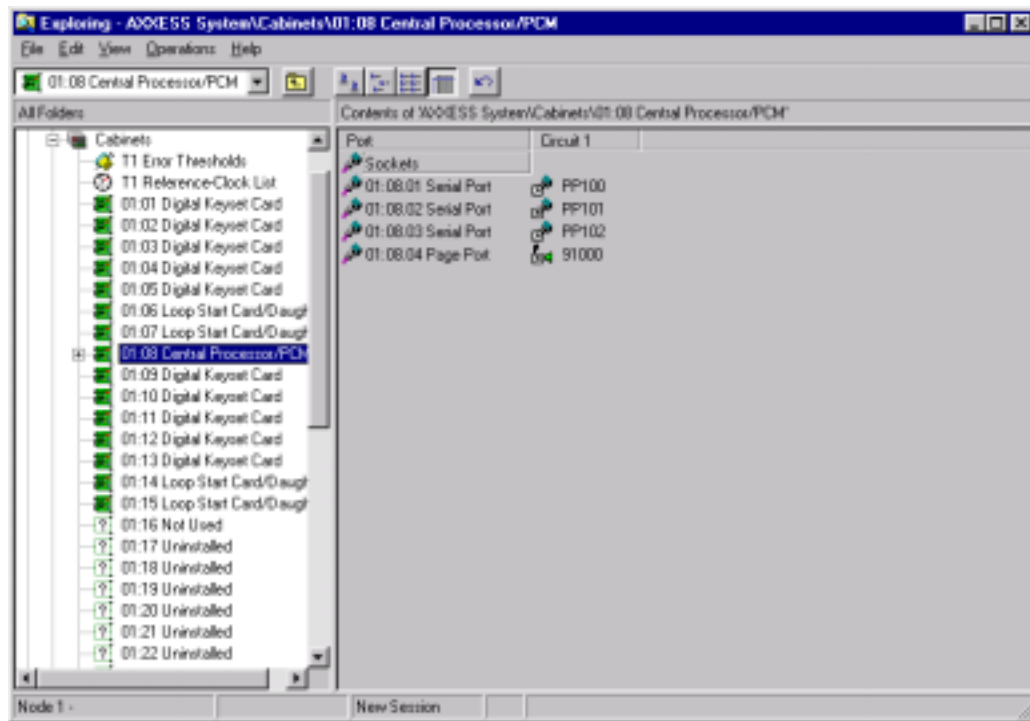 Exploring - AXXESS System\Cabinets\01:08 Central Processor/PCM
File Edit View Operations Help
01:08 Central Processor/PCM
All Folders
Contents of 'AXXESS System\Cabinets\01:08 Central Processor/PCM'
Cabinets
T1 Error Thresholds
T1 Reference-Clock List
01:01 Digital Keyset Card
01:02 Digital Keyset Card
01:03 Digital Keyset Card
01:04 Digital Keyset Card
01:05 Digital Keyset Card
01:06 Loop Start Card/Daugh
01:07 Loop Start Card/Daugh
01:08 Central Processor/PCM
01:09 Digital Keyset Card
01:10 Digital Keyset Card
01:11 Digital Keyset Card
01:12 Digital Keyset Card
01:13 Digital Keyset Card
01:14 Loop Start Card/Daugh
01:15 Loop Start Card/Daugh
01:16 Not Used
01:17 Uninstalled
01:18 Uninstalled
01:19 Uninstalled
01:20 Uninstalled
01:21 Uninstalled
01:22 Uninstalled
Port Circuit 1
Sockets
01:08.01 Serial Port PP100
01:08.02 Serial Port PP101
01:08.03 Serial Port PP102
01:08.04 Page Port 91000
Node 1 - New Session